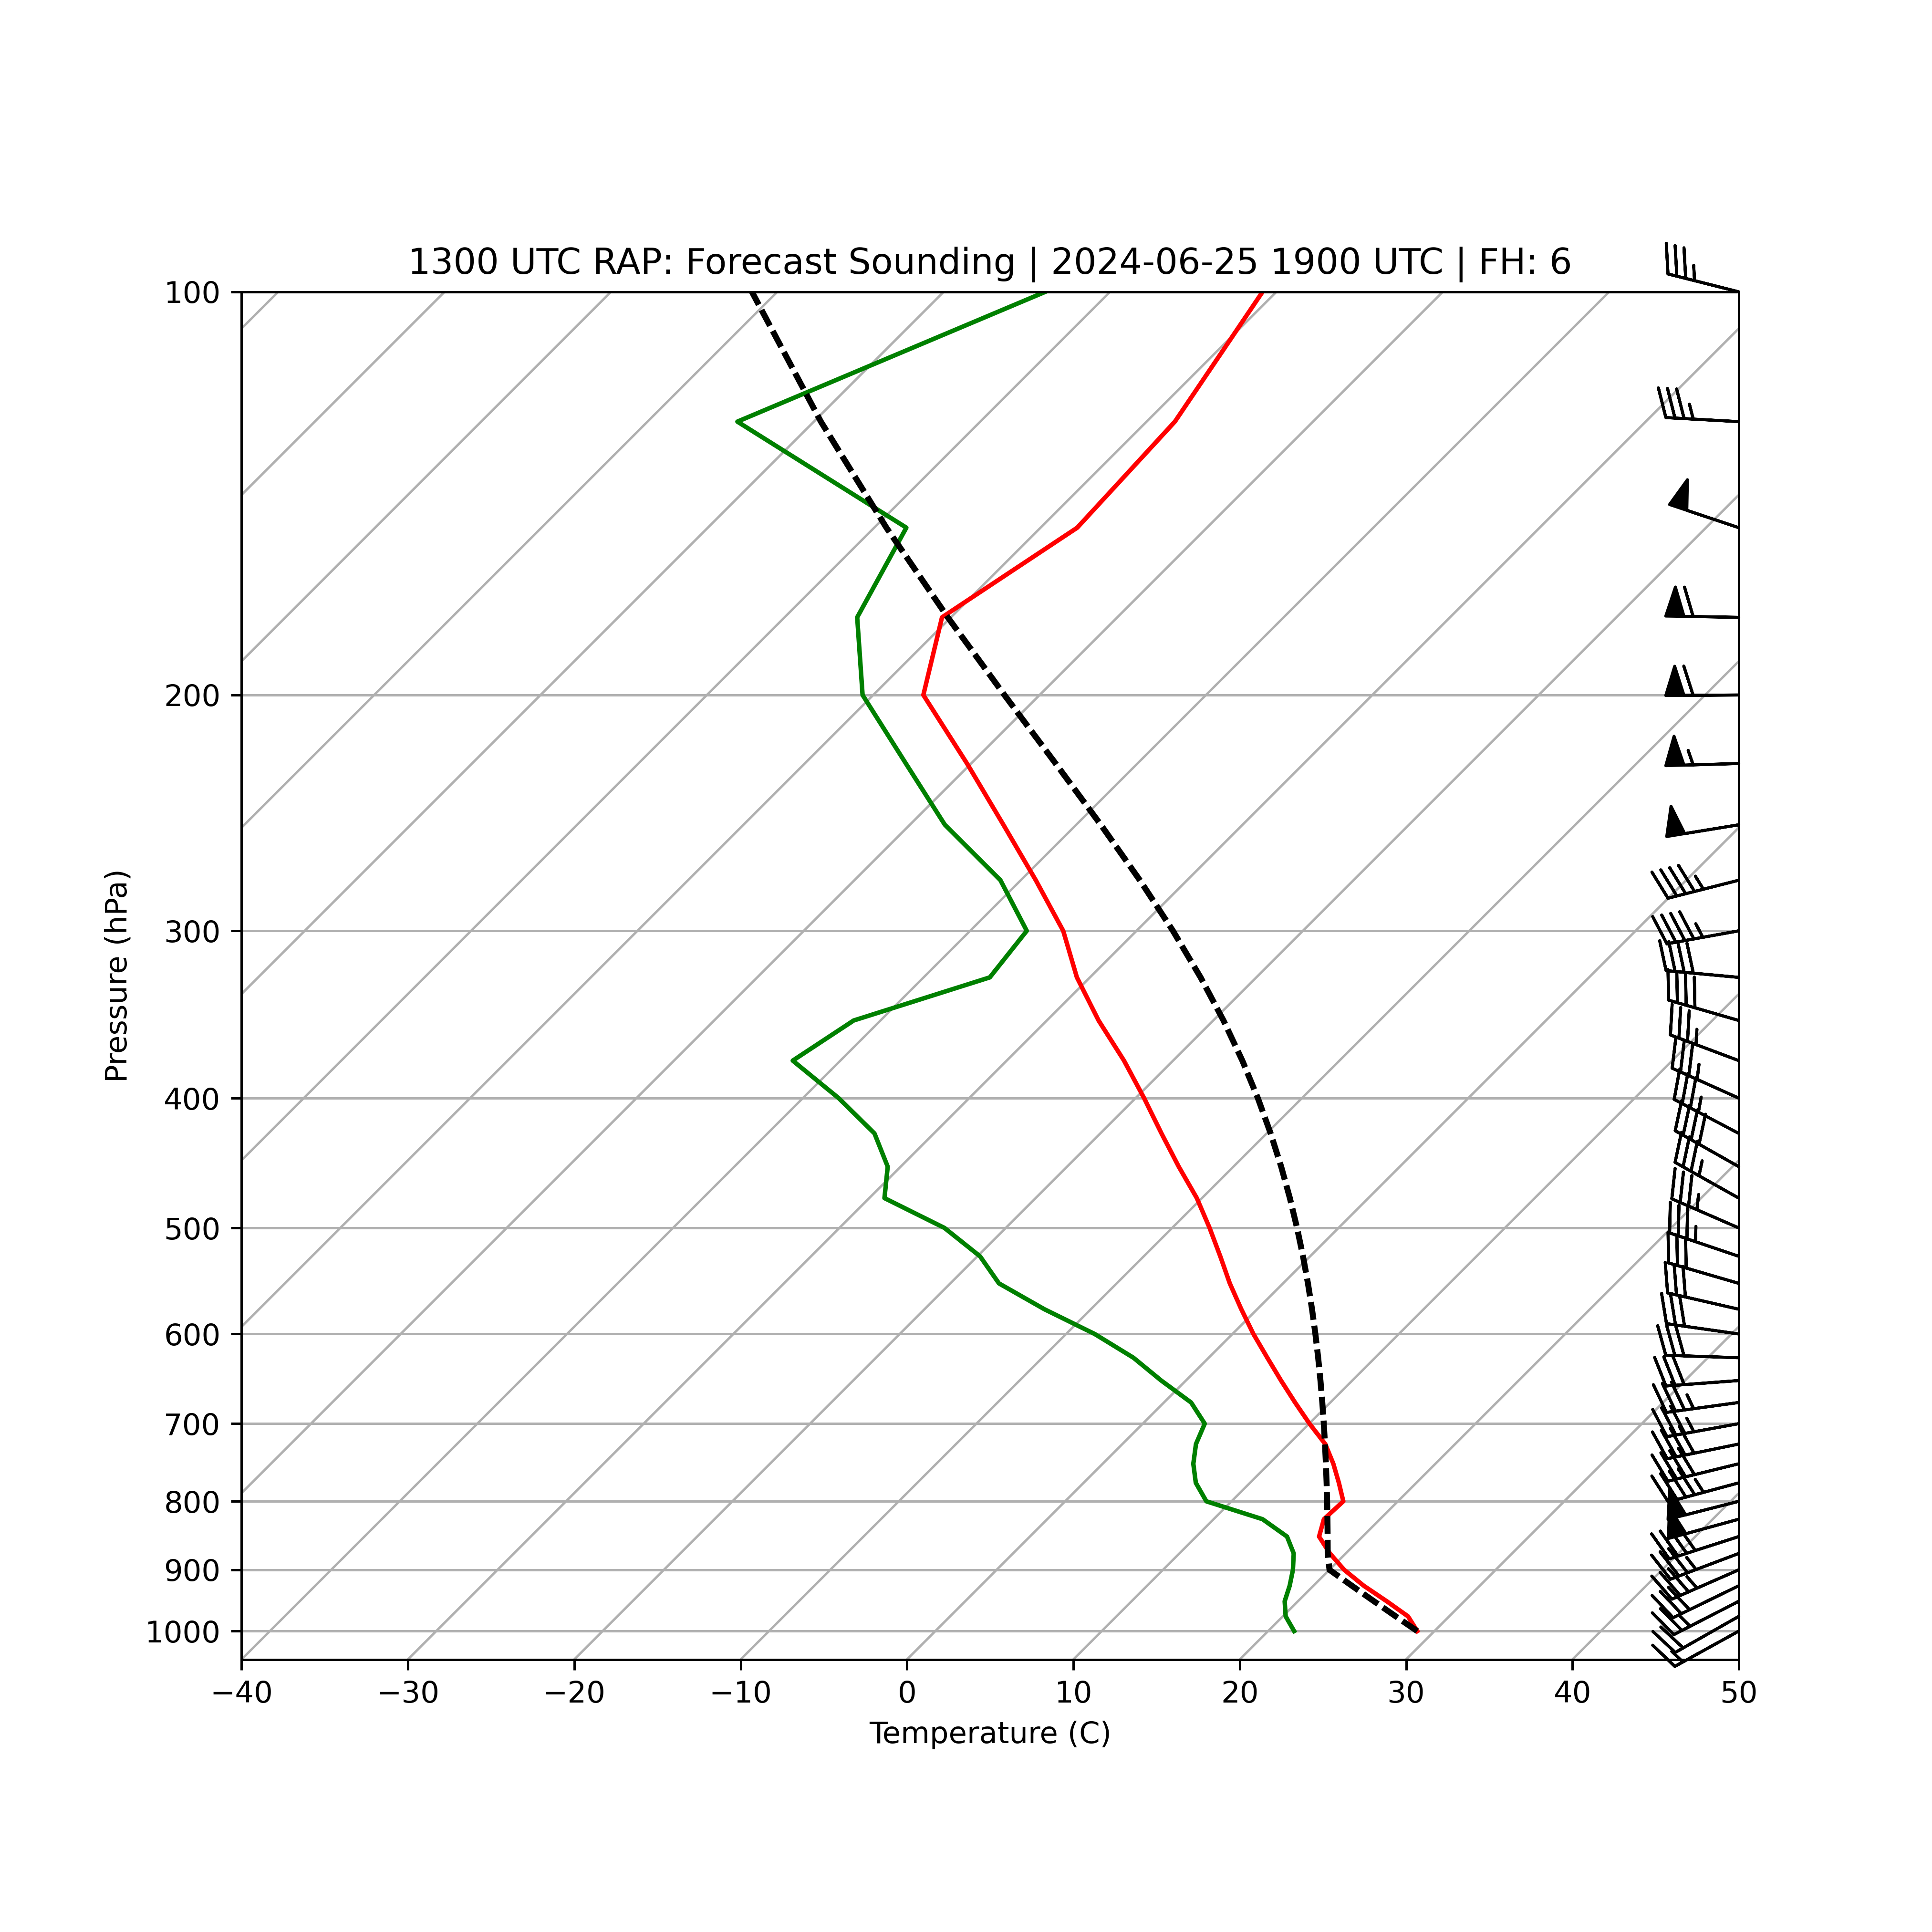 1300 UTC RAP: Forecast Sounding | 2024-06-25 1900 UTC | FH: 6
100
200
300
400
500
600
700
800
900
1000
Pressure (hPa)
−40 −30 −20 −10 0 10 20 30 40 50
Temperature (C)